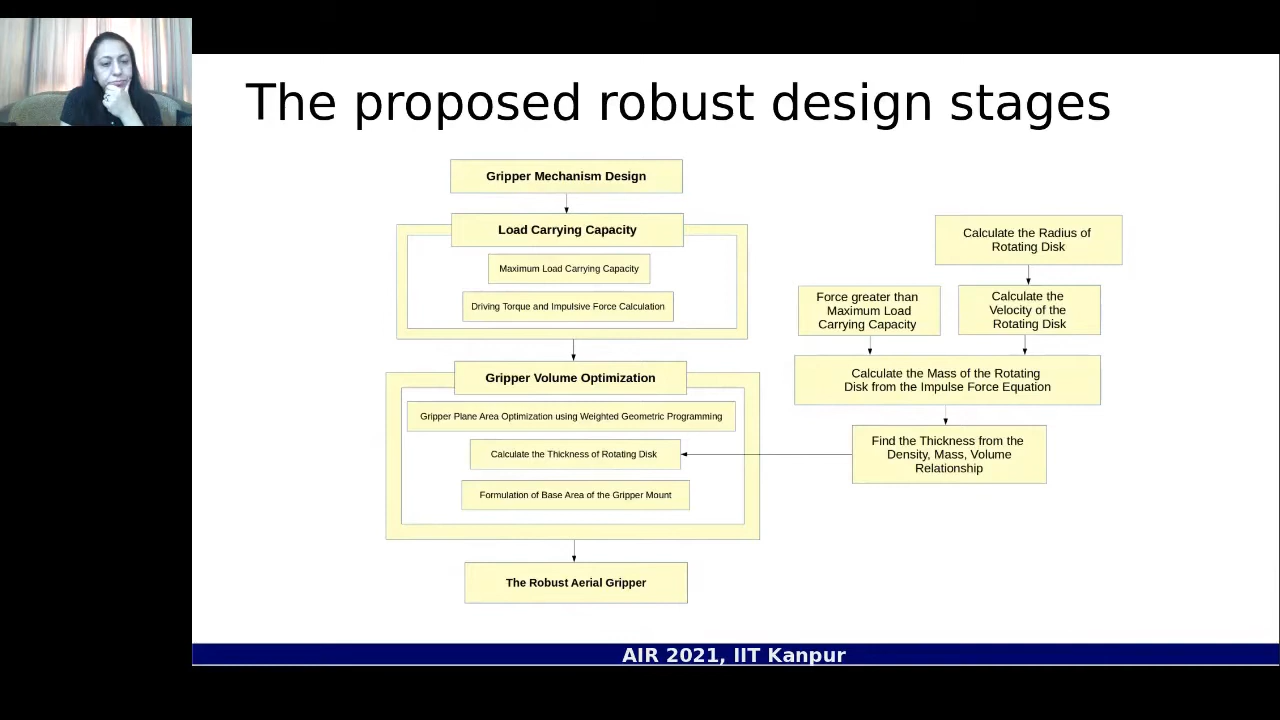 The proposed robust design stages
Gripper Mechanism Design
Load Carrying Capacity
Maximum Load Carrying Capacity
Driving Torque and Impulsive Force Calculation
Gripper Volume Optimization
Gripper Plane Area Optimization using Weighted Geometric Programming
Calculate the Thickness of Rotating Disk
Formulation of Base Area of the Gripper Mount
The Robust Aerial Gripper
Calculate the Radius of
Rotating Disk
Force greater than
Maximum Load
Carrying Capacity
Calculate the
Velocity of the
Rotating Disk
Calculate the Mass of the Rotating
Disk from the Impulse Force Equation
Find the Thickness from the
Density, Mass, Volume
Relationship
AIR 2021, IIT Kanpur